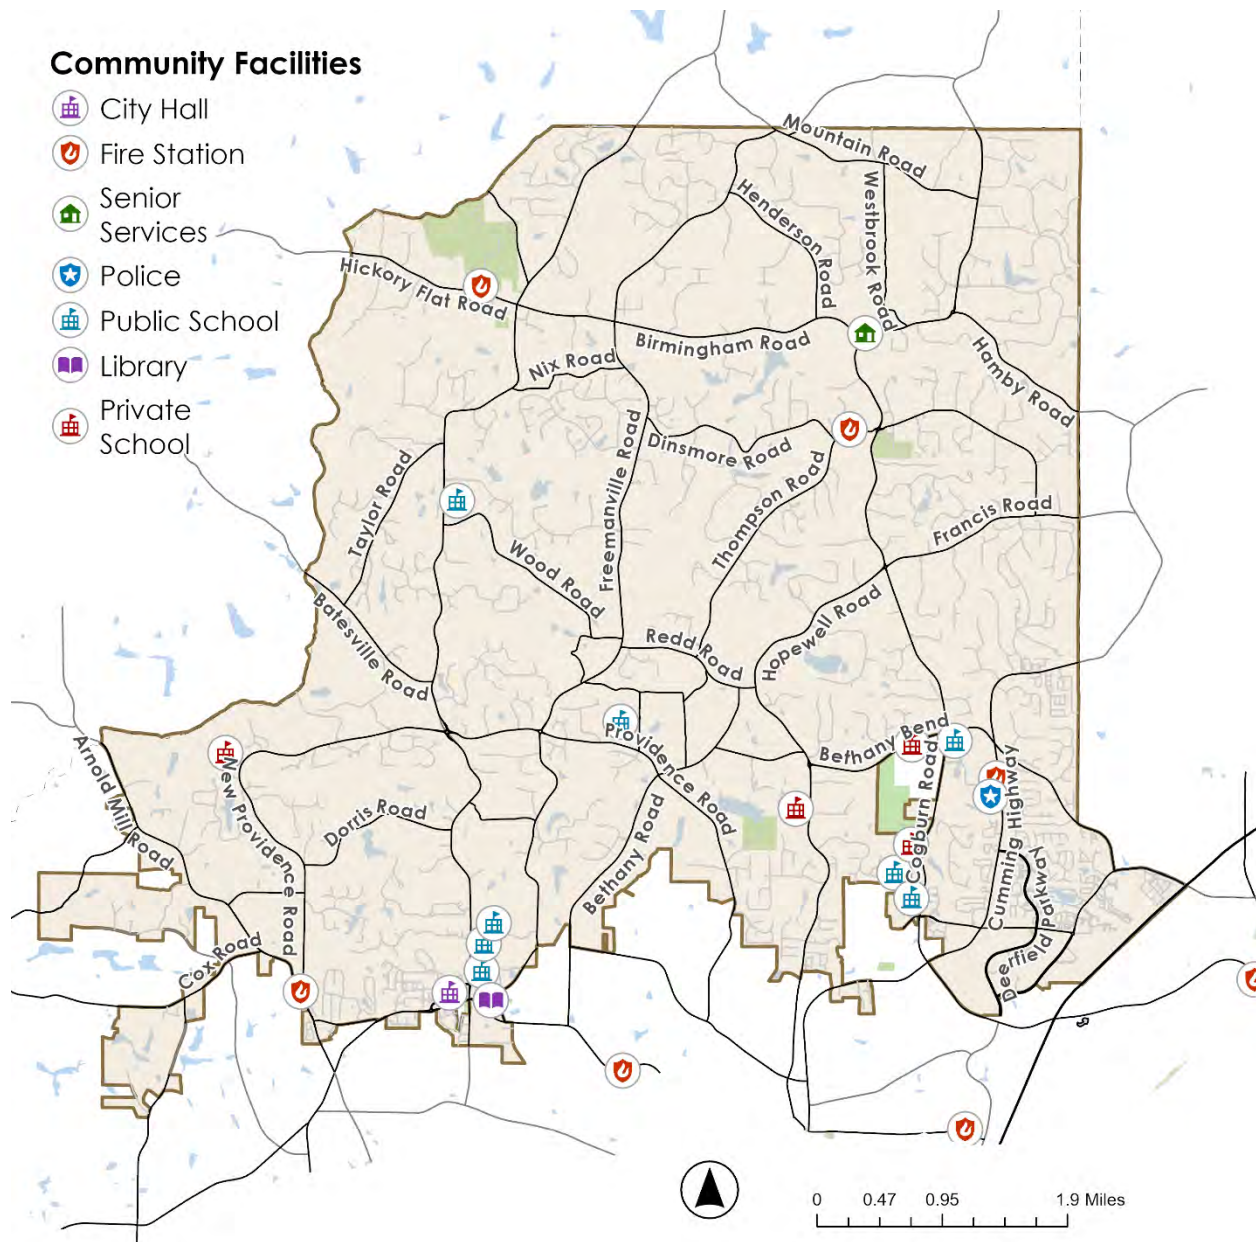 Community Facilities
City Hall
Fire Station
Senior
Services
Police
Public School
Library
Private
School
Mountain Road
Henderson Road
Westbrook Road
Hickory Flat Road
Birmingham Road
Nix Road
Hamby Road
Dinsmore Road
Freemanville Road
Taylor Road
Thompson Road
Francis Road
Wood Road
Batesville Road
Redd Road
Hopewell Road
Providence Road
Bethany Bend
Arnold Mill Road
New Providence Road
Dorris Road
Bethany Road
Cogburn Road
Cumming Highway
Deerfield Parkway
Cox Road
0 0.47 0.95 1.9 Miles